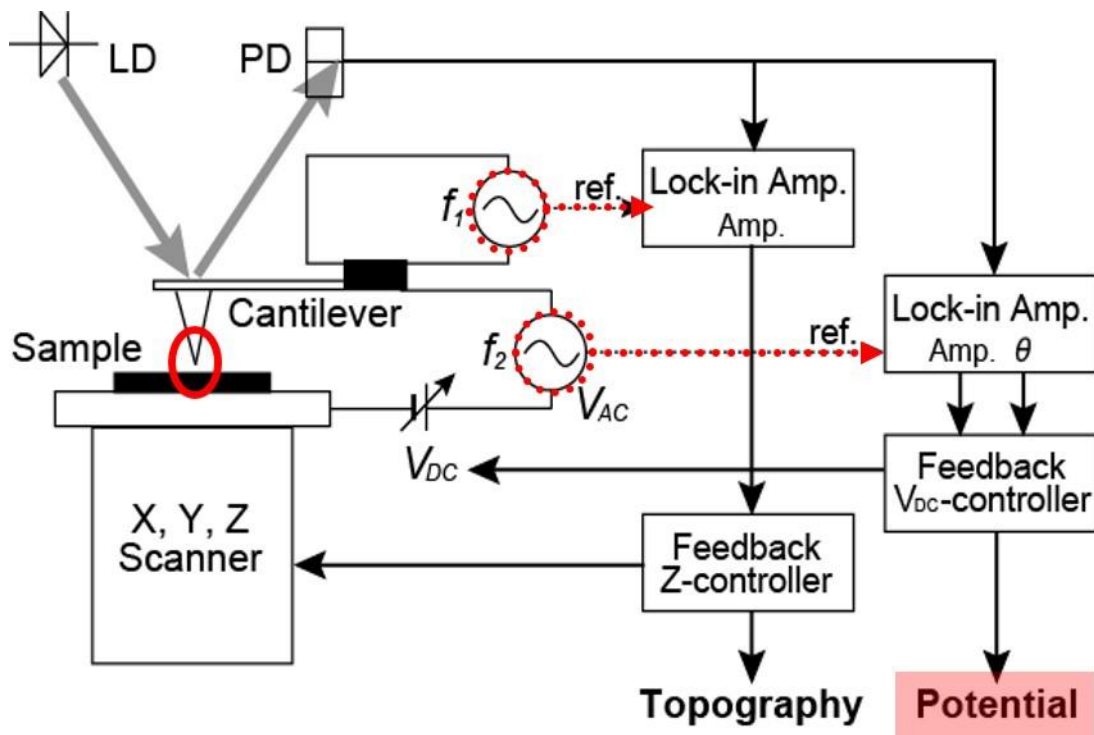 LD
PD
f1
ref.
Lock-in Amp.
Amp.
Cantilever
Sample
f2
VAC
ref.
Lock-in Amp.
Amp. θ
VDC
Feedback
VDC-controller
X, Y, Z
Scanner
Feedback
Z-controller
Topography
Potential